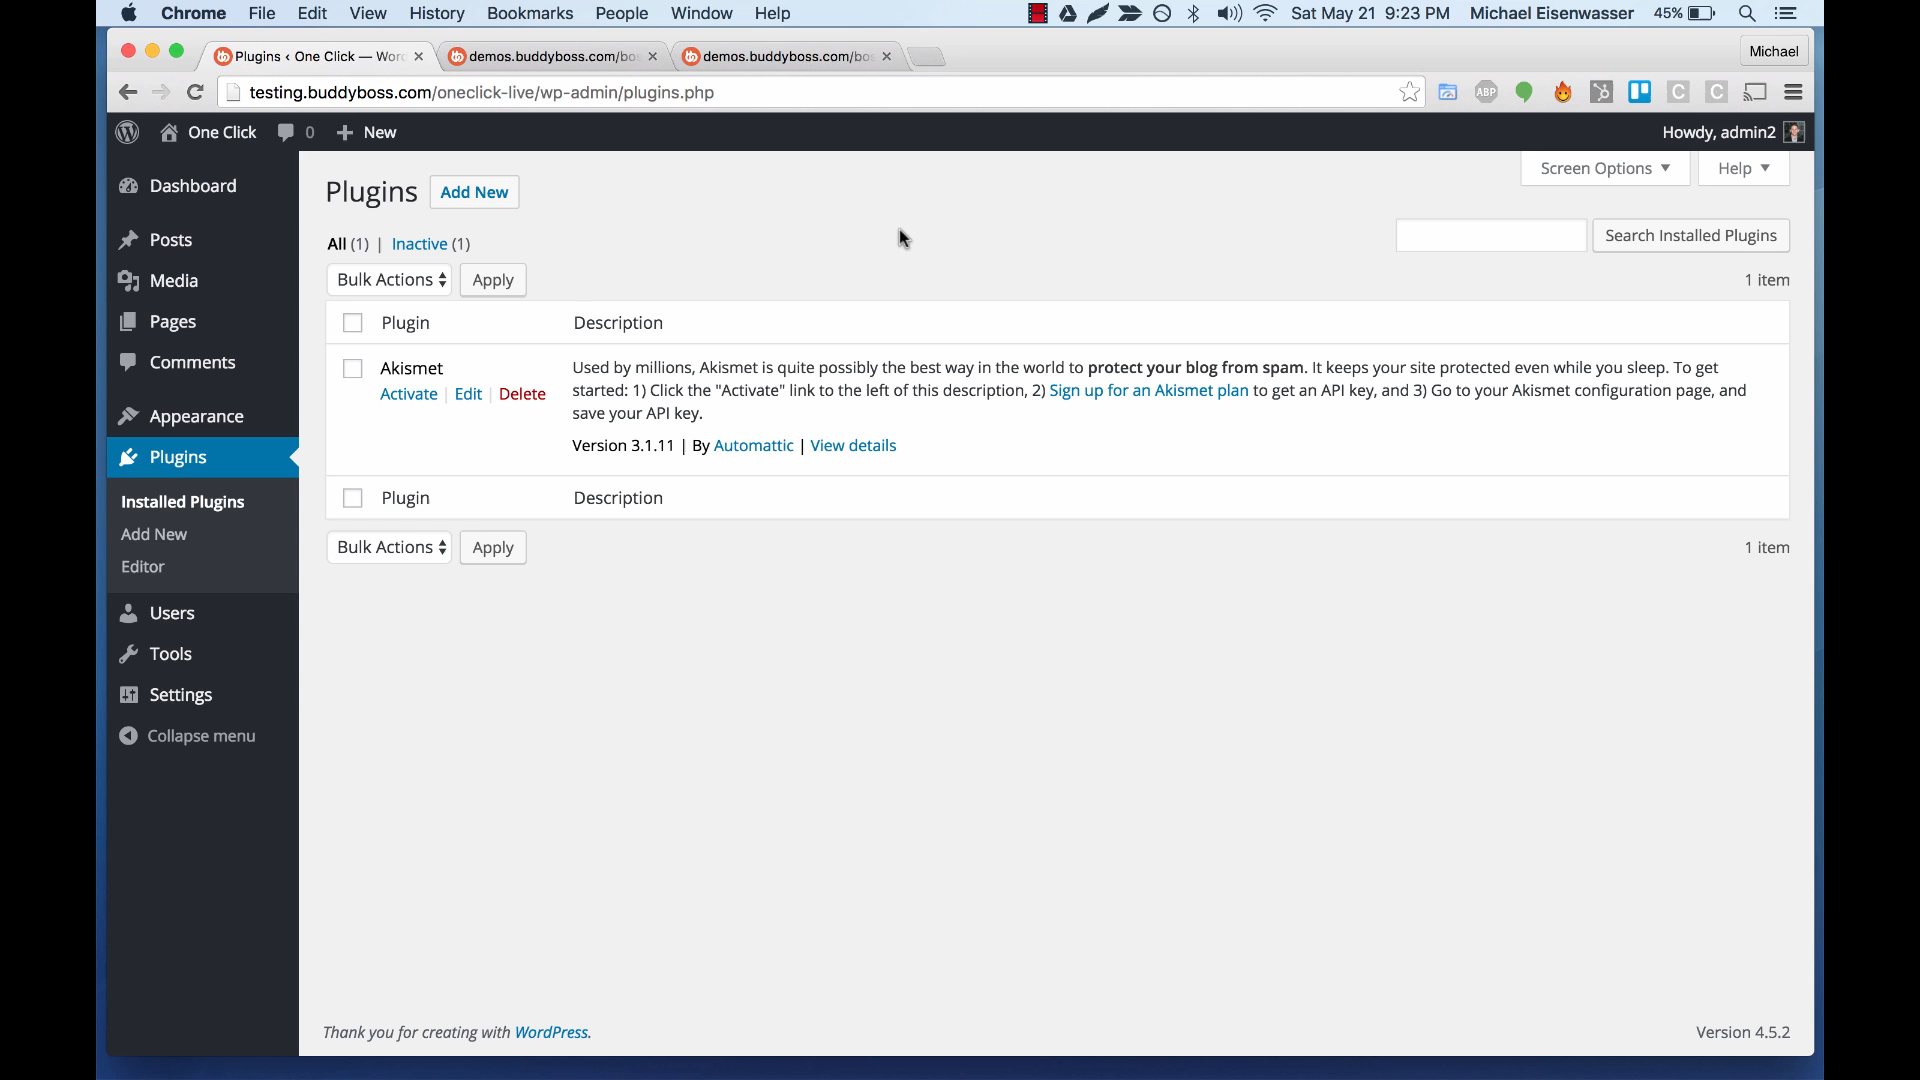 Chrome File Edit View History Bookmarks People Window Help Sat May 21 9:23 PM Michael Eisenwasser 45%
Plugins ‹ One Click — Wor demos.buddyboss.com/bos demos.buddyboss.com/bos Michael
testing.buddyboss.com/oneclick-live/wp-admin/plugins.php ABP C C
One Click 0 + New Howdy, admin2
Screen Options ▼ Help ▼
Dashboard
Posts
Media
Pages
Comments
Appearance
Plugins
Installed Plugins
Add New
Editor
Users
Tools
Settings
Collapse menu
Plugins Add New
All (1) | Inactive (1) Search Installed Plugins
Bulk Actions Apply 1 item
Plugin Description
Akismet
Activate | Edit | Delete
Used by millions, Akismet is quite possibly the best way in the world to protect your blog from spam. It keeps your site protected even while you sleep. To get
started: 1) Click the "Activate" link to the left of this description, 2) Sign up for an Akismet plan to get an API key, and 3) Go to your Akismet configuration page, and
save your API key.
Version 3.1.11 | By Automattic | View details
Plugin Description
Bulk Actions Apply 1 item
Thank you for creating with WordPress. Version 4.5.2